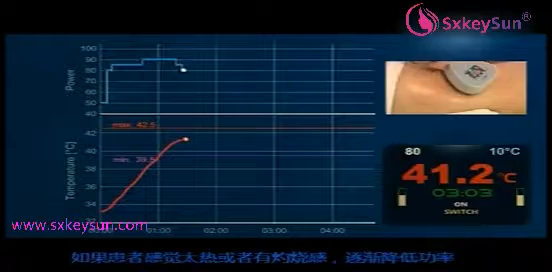 SxkeySun®
100
90
80
70
60
50
40
Power
max. 42.5
42
40
38
36
34
32
Temperature [°C]
min. 39.5
01:00
02:00
03:00
04:00
80
10°C
41.2°C
03:03
ON
SWITCH
www.sxkeysun.com
如果患者感觉太热或者有灼烧感，逐渐降低功率